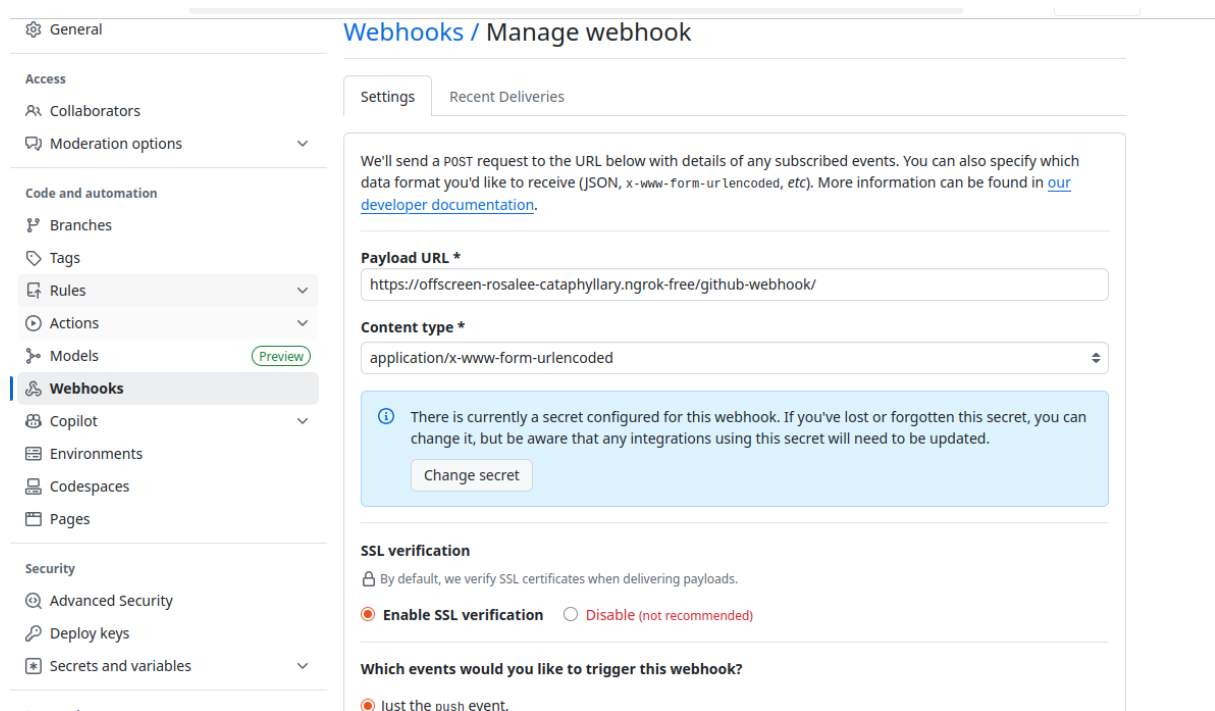 General
Access
Collaborators
Moderation options
Code and automation
Branches
Tags
Rules
Actions
Models
Preview
Webhooks
Copilot
Environments
Codespaces
Pages
Security
Advanced Security
Deploy keys
Secrets and variables
Webhooks / Manage webhook
Settings
Recent Deliveries
We'll send a POST request to the URL below with details of any subscribed events. You can also specify which
data format you'd like to receive (JSON, x-www-form-urlencoded, etc). More information can be found in our
developer documentation.
Payload URL *
https://offscreen-rosalee-cataphyllary.ngrok-free/github-webhook/
Content type *
application/x-www-form-urlencoded
There is currently a secret configured for this webhook. If you've lost or forgotten this secret, you can
change it, but be aware that any integrations using this secret will need to be updated.
Change secret
SSL verification
By default, we verify SSL certificates when delivering payloads.
Enable SSL verification
Disable (not recommended)
Which events would you like to trigger this webhook?
Just the push event.